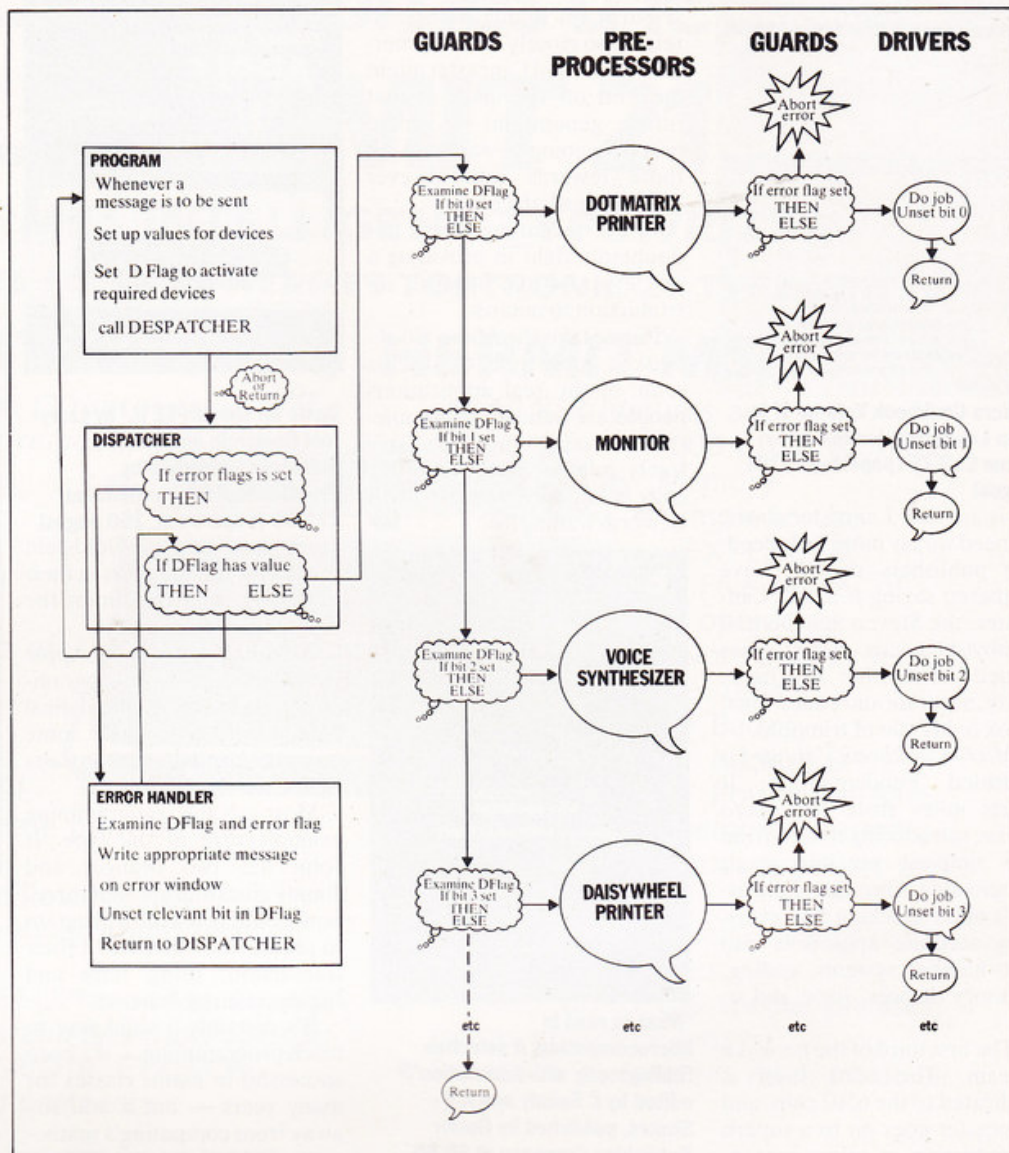 GUARDS
PRE-
PROCESSORS
GUARDS
DRIVERS
PROGRAM
Whenever a
message is to be sent
Set up values for devices
Set D Flag to activate
required devices
call DESPATCHER
Abort
or
Return
DISPATCHER
If error flags is set
THEN
If DFlag has value
THEN ELSE
ERROR HANDLER
Examine DFlag and error flag
Write appropriate message
on error window
Unset relevant bit in DFlag
Return to DISPATCHER
Examine DFlag
If bit 0 set
THEN
ELSE
DOT MATRIX
PRINTER
Abort
error
If error flag set
THEN
ELSE
Do job
Unset bit 0
Return
Examine DFlag
If bit 1 set
THEN
ELSE
MONITOR
Abort
error
If error flag set
THEN
ELSE
Do job
Unset bit 1
Return
Examine DFlag
If bit 2 set
THEN
ELSE
VOICE
SYNTHESIZER
Abort
error
If error flag set
THEN
ELSE
Do job
Unset bit 2
Return
Examine DFlag
If bit 3 set
THEN
ELSE
DAISYWHEEL
PRINTER
Abort
error
If error flag set
THEN
ELSE
Do job
Unset bit 3
Return
etc
etc
etc
etc
Return